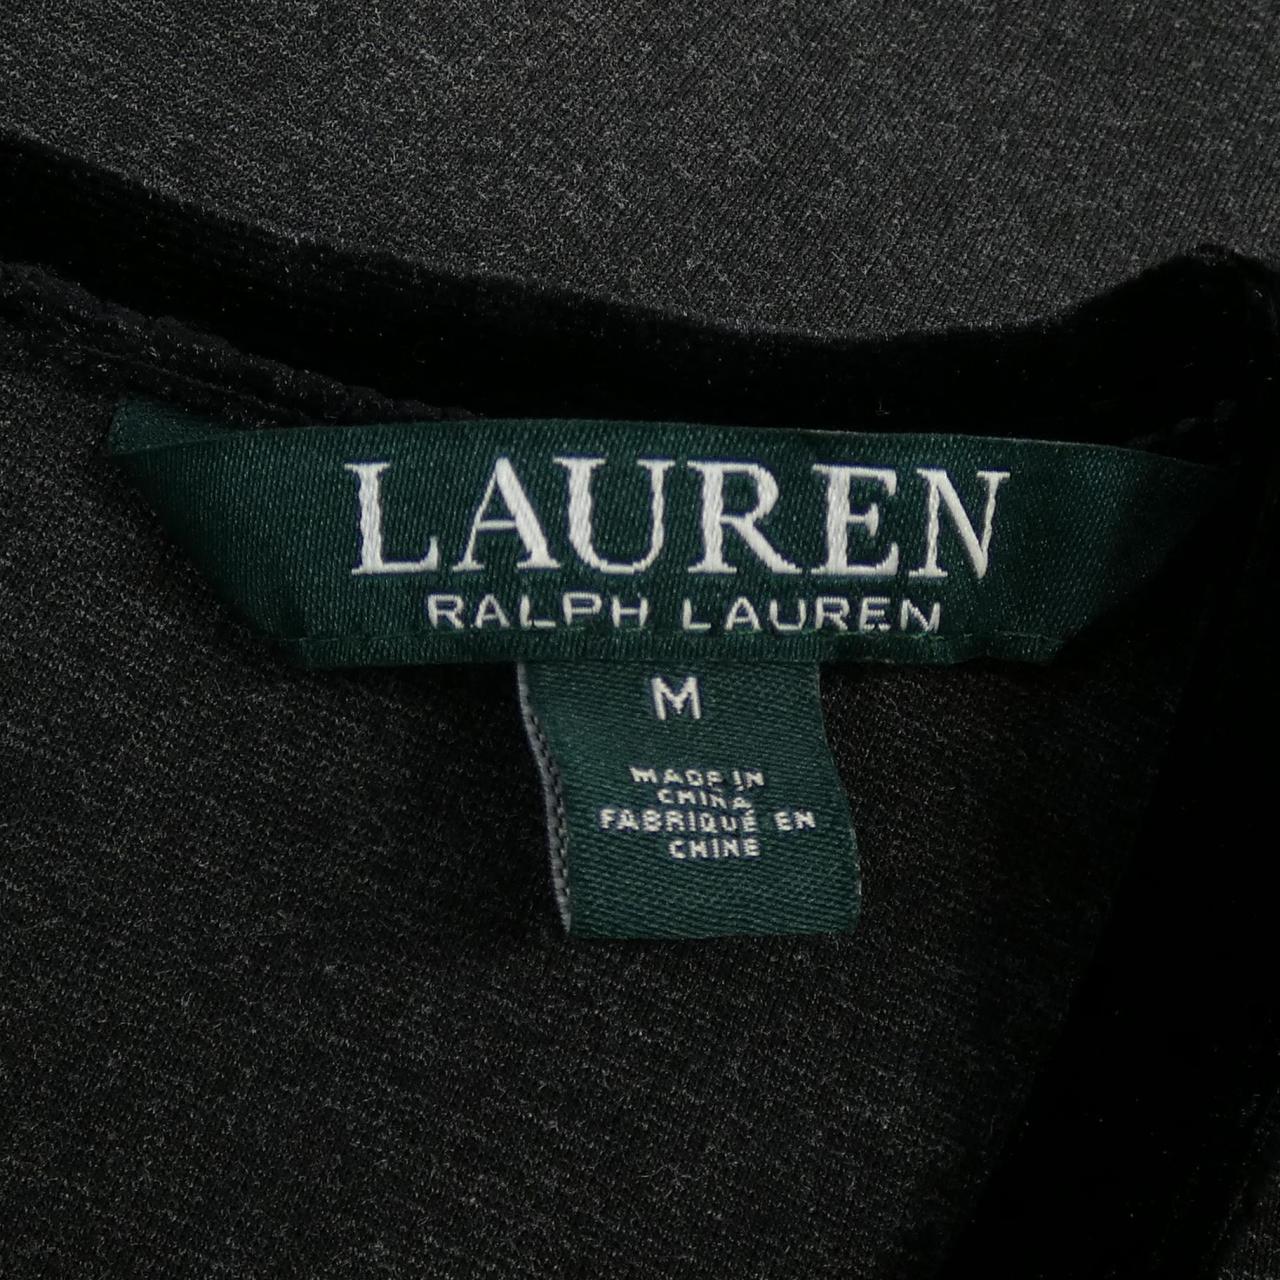 LAUREN
RALPH LAUREN
M
MADE IN
CHINA
FABRIQUÉ EN
CHINE